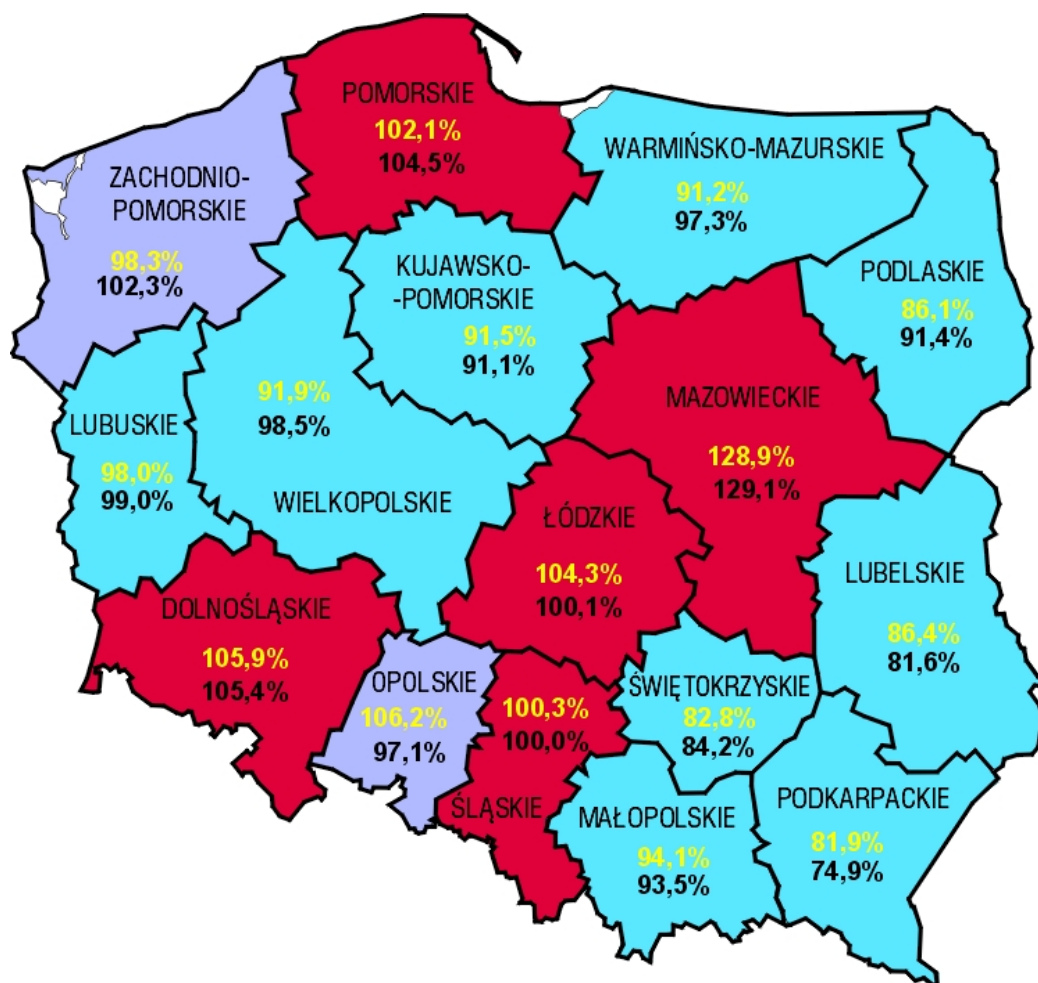 POMORSKIE
102,1%
104,5%
WARMIŃSKO-MAZURSKIE
91,2%
97,3%
ZACHODNIO-
POMORSKIE
98,3%
102,3%
KUJAWSKO-
-POMORSKIE
91,5%
91,1%
PODLASKIE
86,1%
91,4%
LUBUSKIE
98,0%
99,0%
91,9%
98,5%
WIELKOPOLSKIE
MAZOWIECKIE
128,9%
129,1%
ŁÓDZKIE
104,3%
100,1%
LUBELSKIE
86,4%
81,6%
DOLNOŚLĄSKIE
105,9%
105,4%
OPOLSKIE
106,2%
97,1%
100,3%
100,0%
ŚLĄSKIE
ŚWIĘTOKRZYSKIE
82,8%
84,2%
MAŁOPOLSKIE
94,1%
93,5%
PODKARPACKIE
81,9%
74,9%